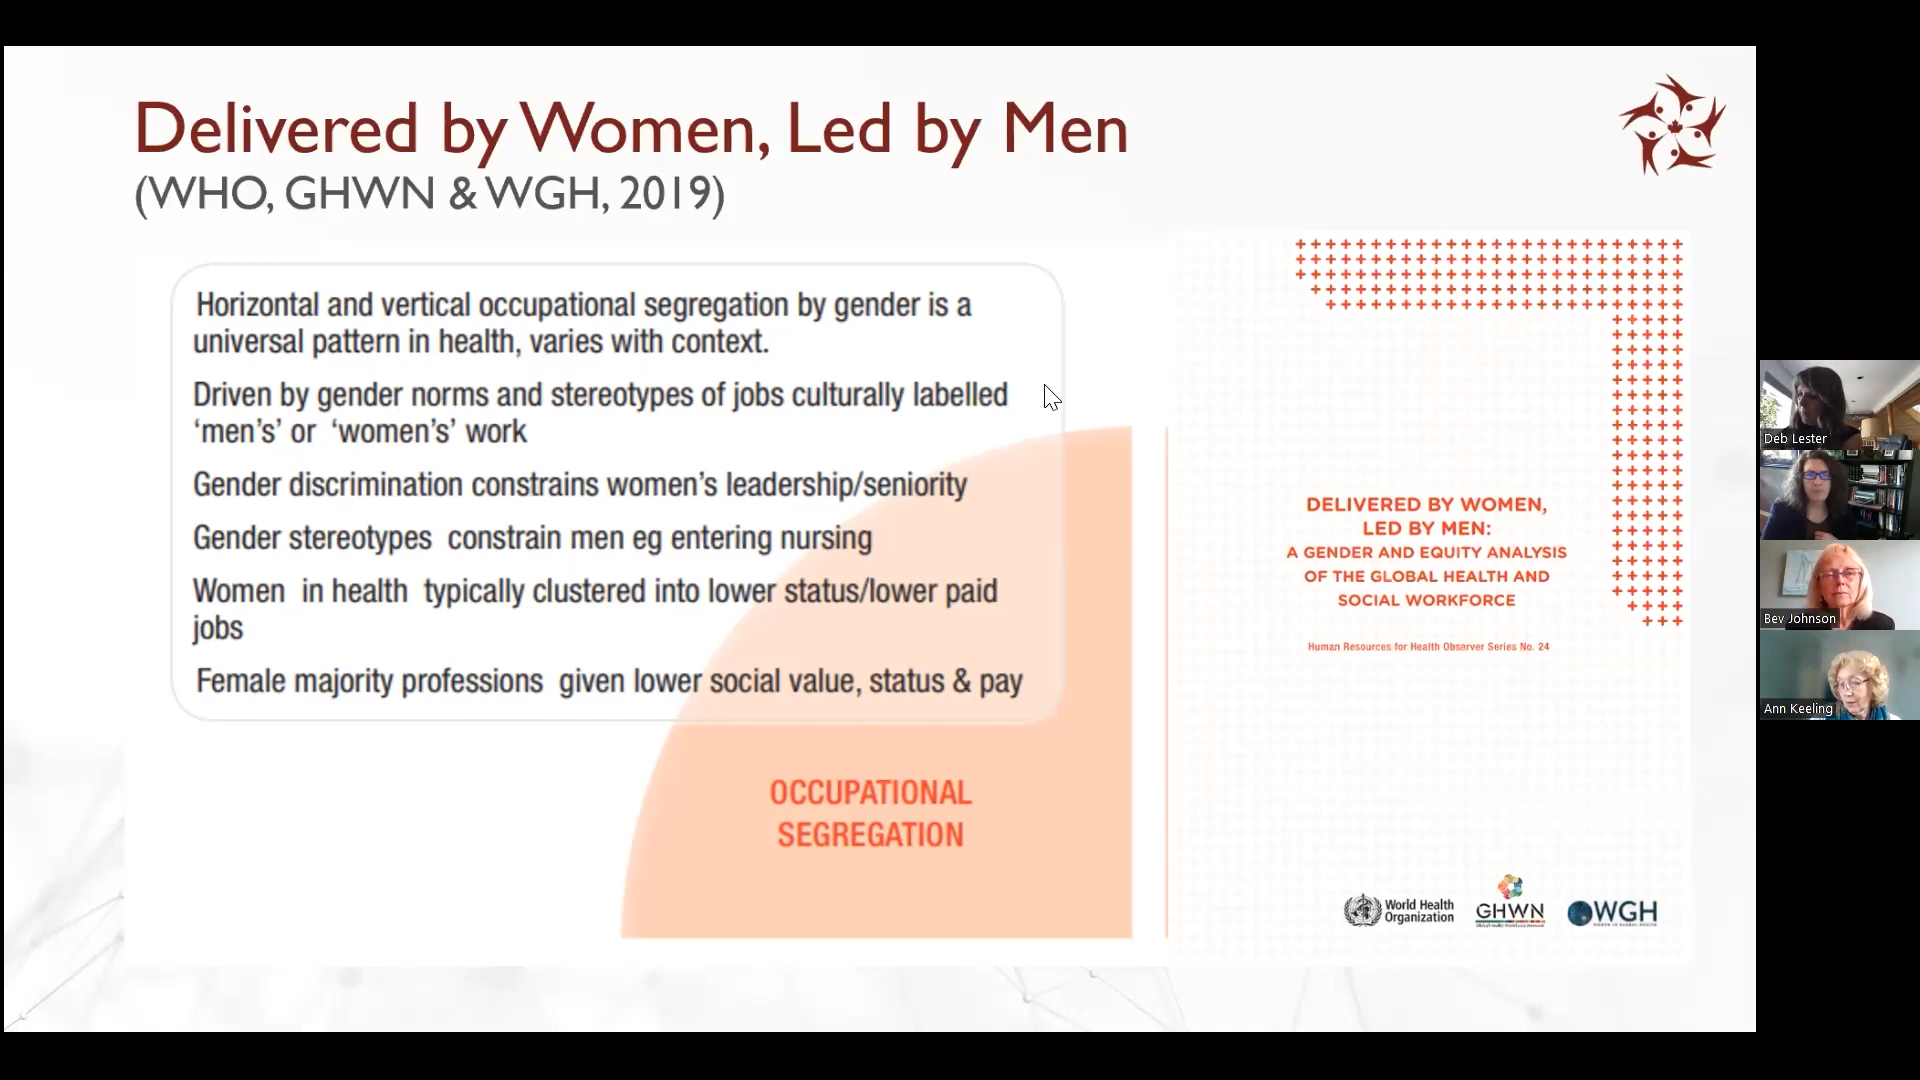 Delivered by Women, Led by Men
(WHO, GHWN & WGH, 2019)
Horizontal and vertical occupational segregation by gender is a
universal pattern in health, varies with context.
Driven by gender norms and stereotypes of jobs culturally labelled
‘men’s’ or ‘women’s’ work
Gender discrimination constrains women’s leadership/seniority
Gender stereotypes constrain men eg entering nursing
Women in health typically clustered into lower status/lower paid
jobs
Female majority professions given lower social value, status & pay
OCCUPATIONAL
SEGREGATION
DELIVERED BY WOMEN,
LED BY MEN:
A GENDER AND EQUITY ANALYSIS
OF THE GLOBAL HEALTH AND
SOCIAL WORKFORCE
Human Resources for Health Observer Series No. 24
World Health
Organization
GHWN
WGH
Deb Lester
Bev Johnson
Ann Keeling